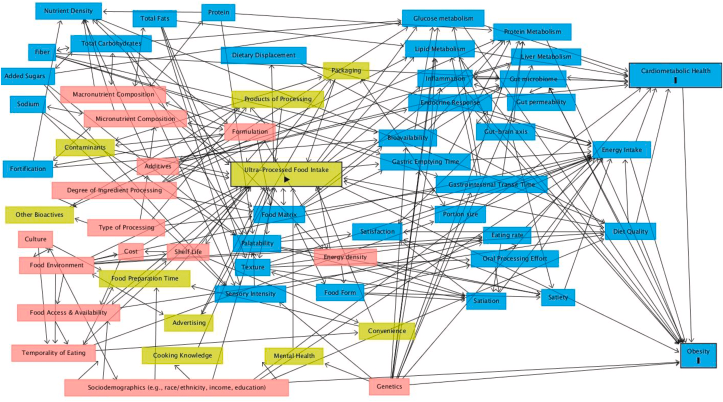 Nutrient Density
Total Fats
Protein
Glucose metabolism
Protein Metabolism
Fiber
Total Carbohydrates
Lipid Metabolism
Dietary Displacement
Liver Metabolism
Packaging
Added Sugars
Inflammation
Gut microbiome
Cardiometabolic Health
Macronutrient Composition
Endocrine Response
Products of Processing
Gut permeability
Sodium
Micronutrient Composition
Formulation
Gut-brain axis
Bioavailability
Contaminants
Energy Intake
Gastric Emptying Time
Fortification
Additives
Ultra-Processed Food Intake
Degree of Ingredient Processing
Gastrointestinal Transit Time
Other Bioactives
Food Matrix
Portion size
Type of Processing
Satisfaction
Diet Quality
Culture
Palatability
Eating rate
Cost
Shelf Life
Energy density
Oral Processing Effort
Food Environment
Texture
Food Preparation Time
Sensory Intensity
Food Form
Satiation
Satiety
Food Access & Availability
Advertising
Convenience
Temporality of Eating
Cooking Knowledge
Mental Health
Obesity
Sociodemographics (e.g., race/ethnicity, income, education)
Genetics